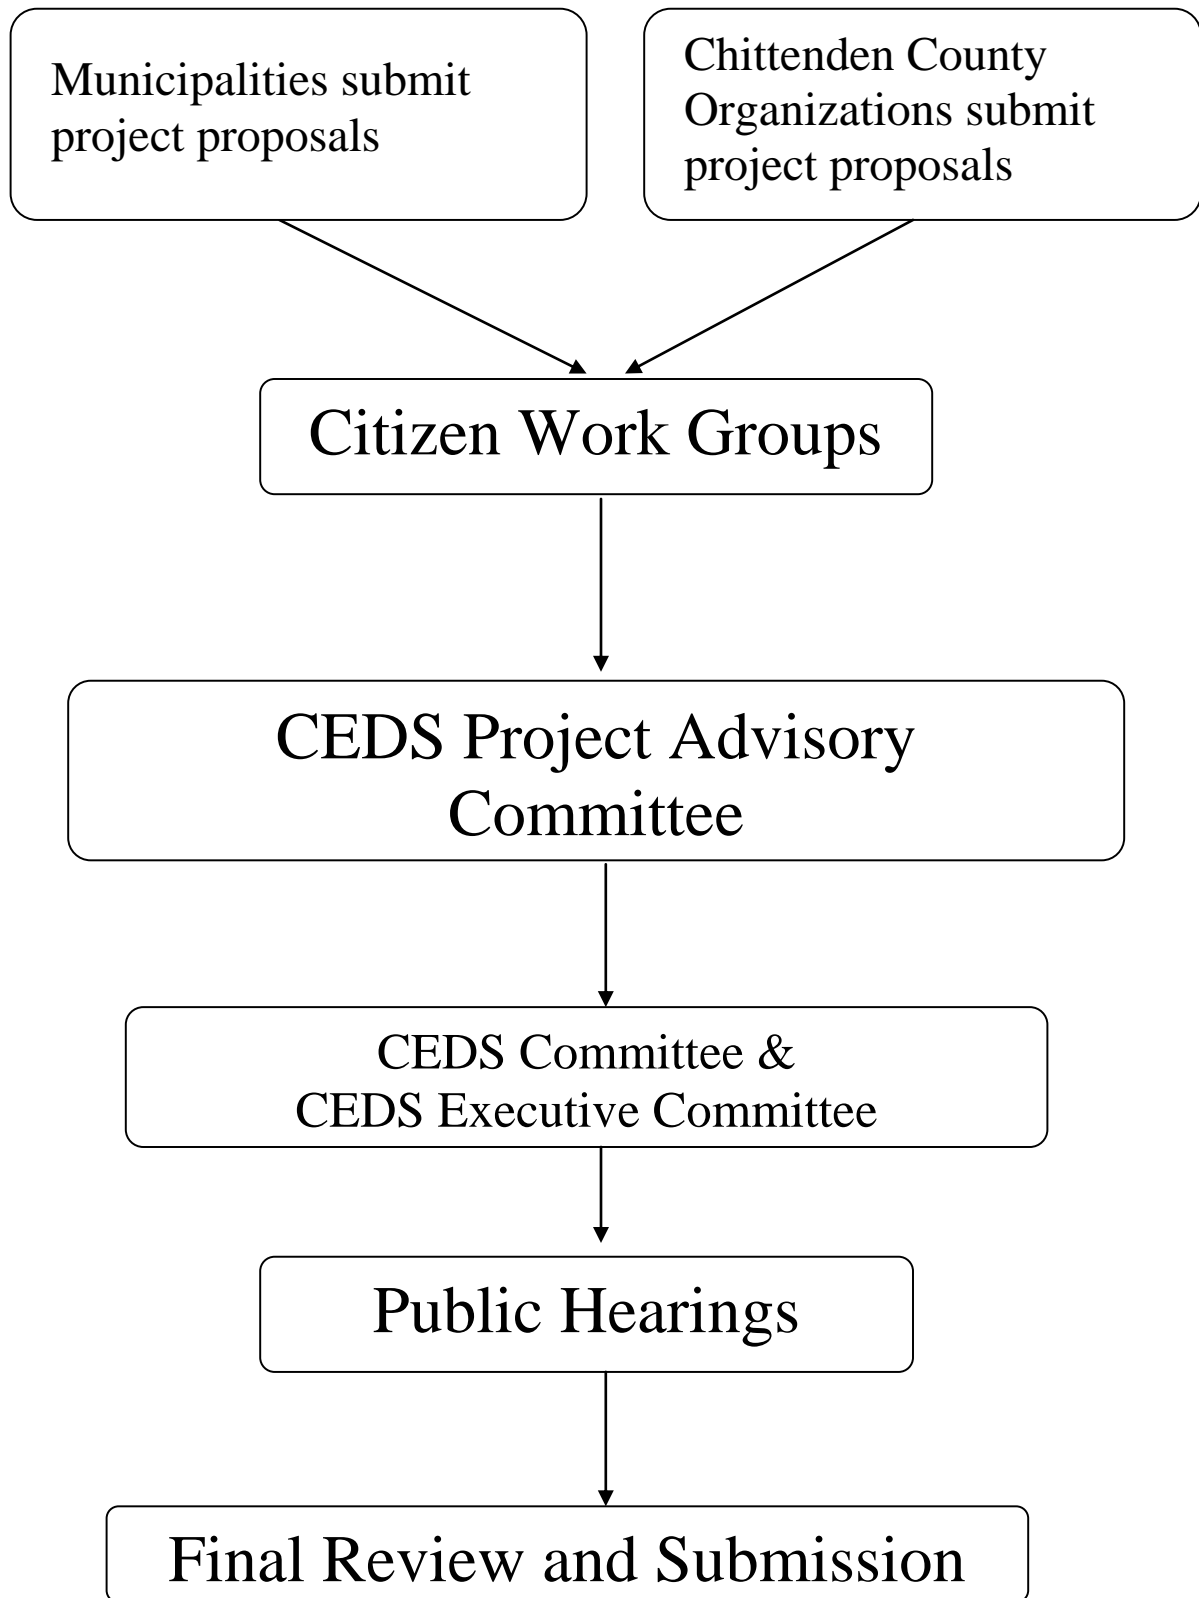 Municipalities submit
project proposals
Chittenden County
Organizations submit
project proposals
Citizen Work Groups
CEDS Project Advisory
Committee
CEDS Committee &
CEDS Executive Committee
Public Hearings
Final Review and Submission